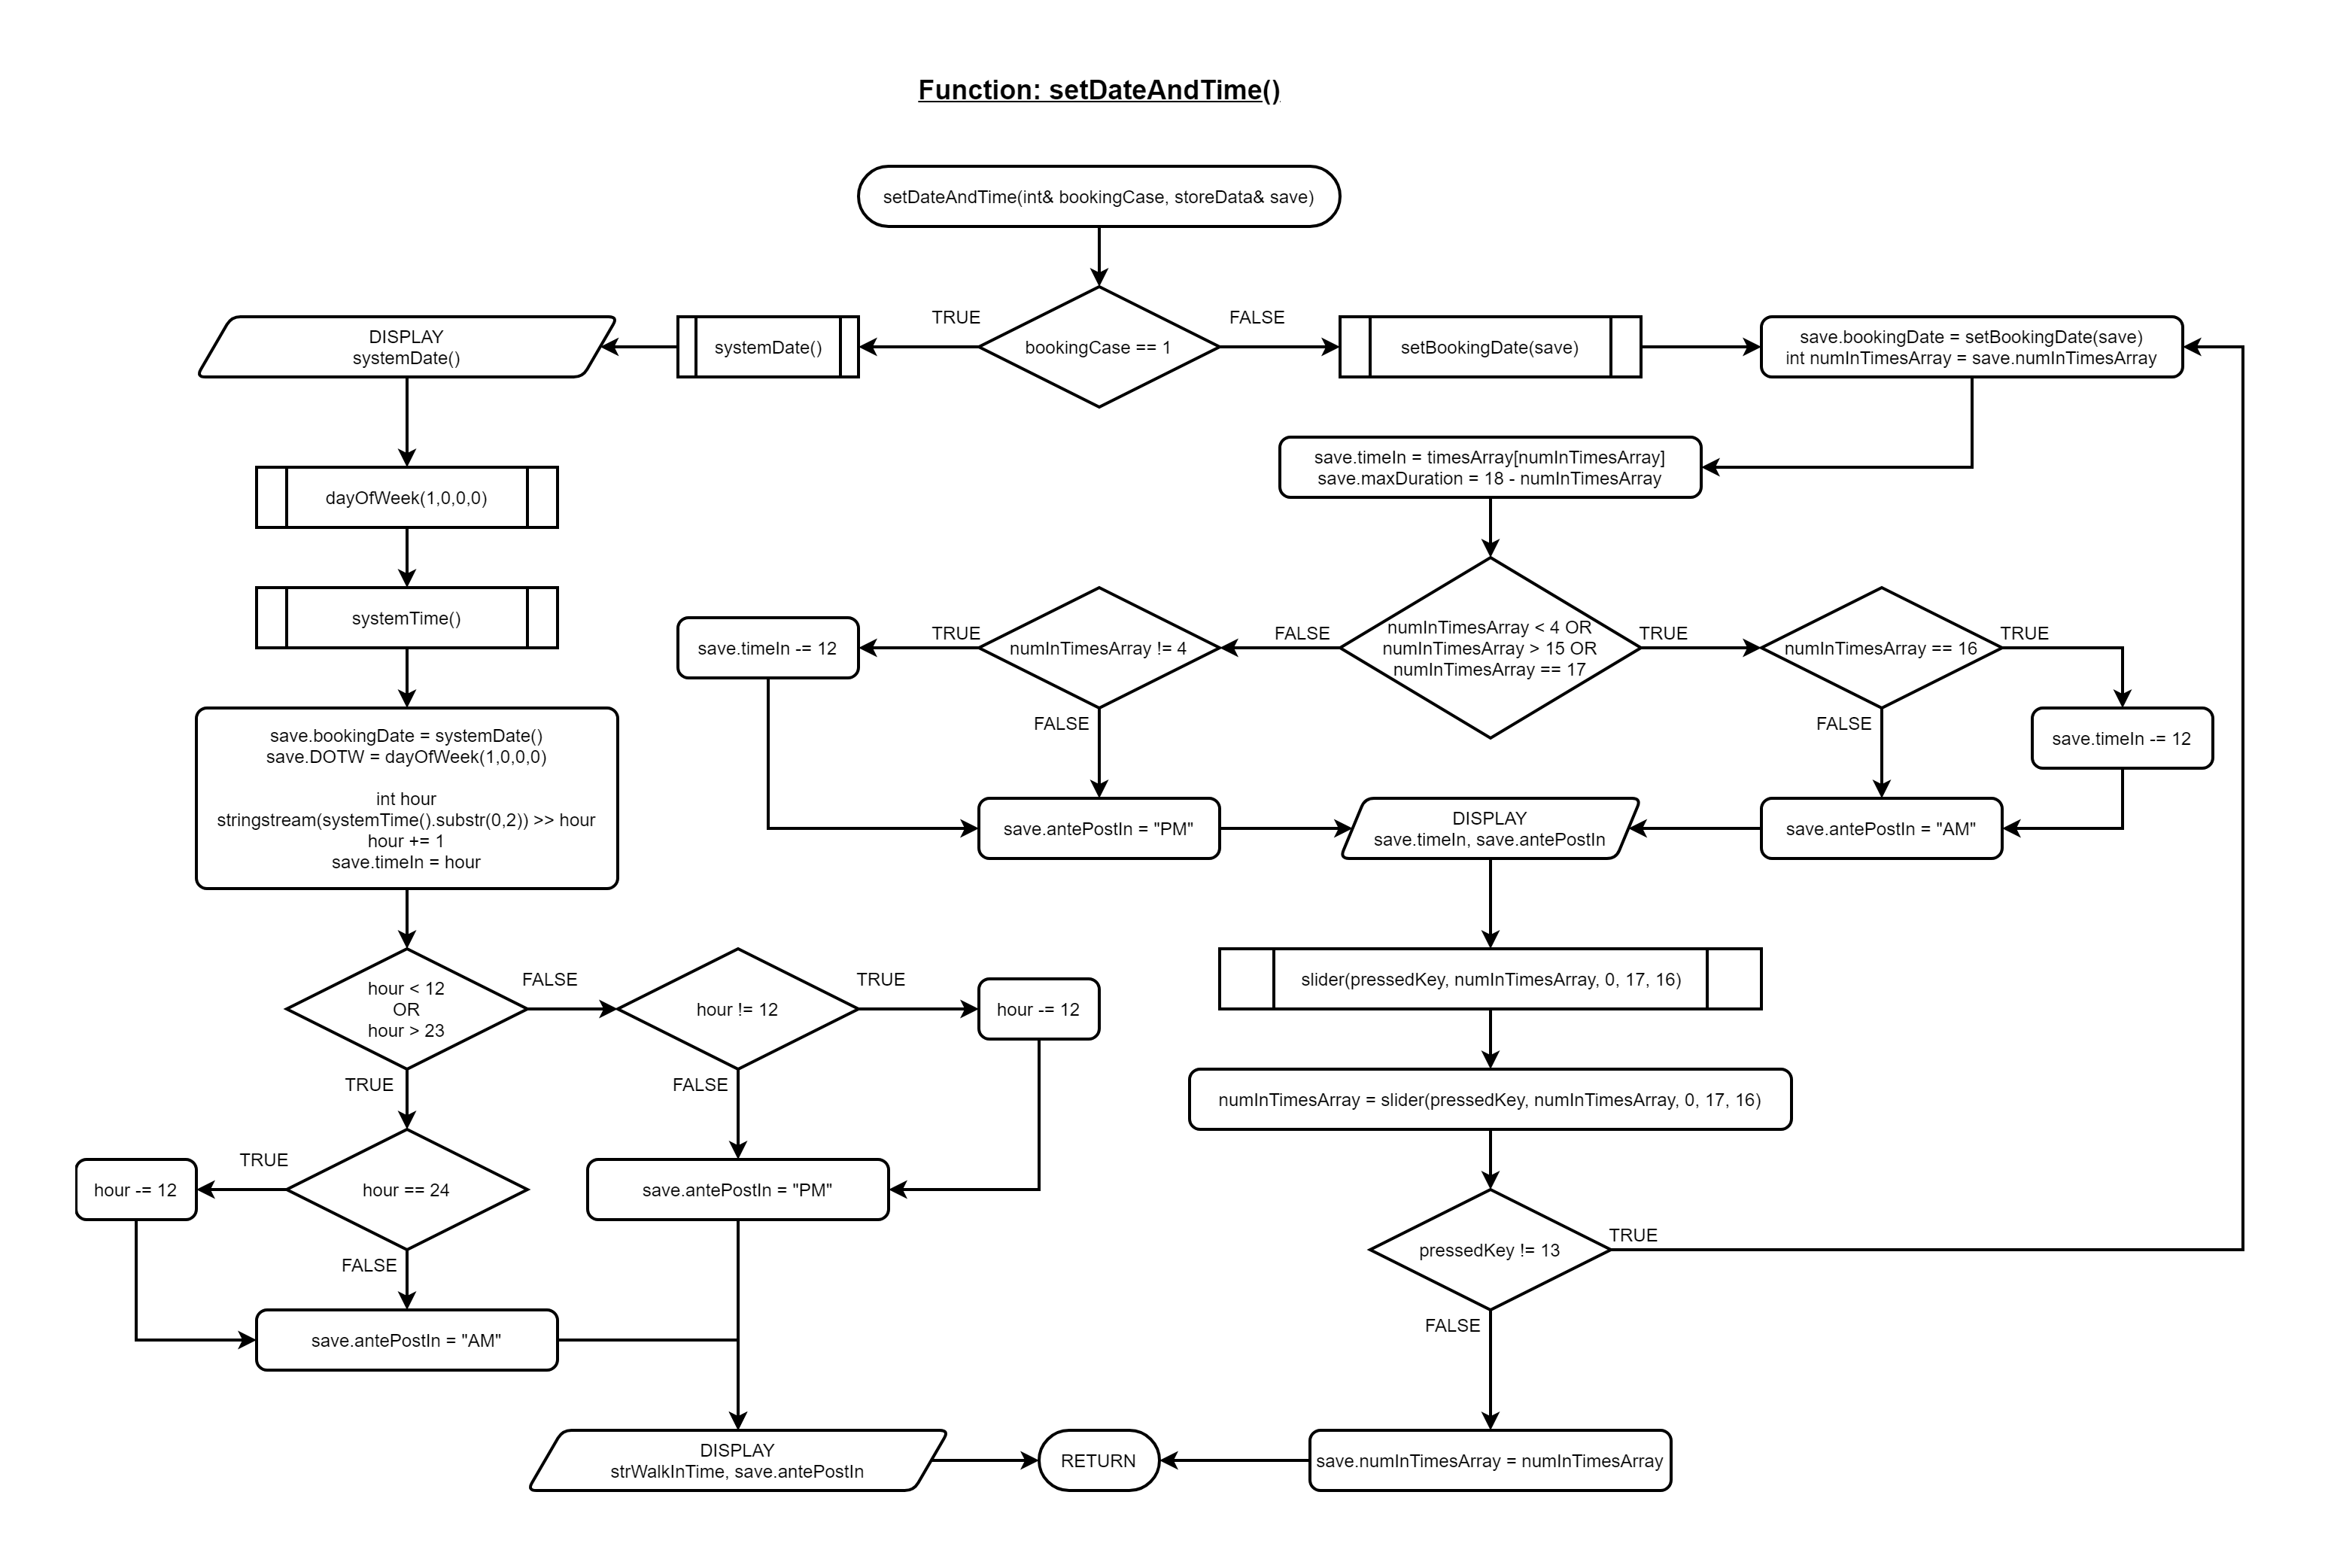 Function: setDateAndTime()
setDateAndTime(int& bookingCase, storeData& save)
bookingCase == 1
TRUE
FALSE
systemDate()
DISPLAY
systemDate()
dayOfWeek(1,0,0,0)
systemTime()
save.bookingDate = systemDate()
save.DOTW = dayOfWeek(1,0,0,0)
int hour
stringstream(systemTime().substr(0,2)) >> hour
hour += 1
save.timeIn = hour
hour < 12
OR
hour > 23
FALSE
TRUE
hour != 12
TRUE
FALSE
hour -= 12
save.antePostIn = "PM"
hour == 24
TRUE
FALSE
hour -= 12
save.antePostIn = "AM"
DISPLAY
strWalkInTime, save.antePostIn
RETURN
setBookingDate(save)
save.bookingDate = setBookingDate(save)
int numInTimesArray = save.numInTimesArray
save.timeIn = timesArray[numInTimesArray]
save.maxDuration = 18 - numInTimesArray
numInTimesArray < 4 OR
numInTimesArray > 15 OR
numInTimesArray == 17
FALSE
TRUE
numInTimesArray != 4
TRUE
FALSE
save.timeIn -= 12
save.antePostIn = "PM"
numInTimesArray == 16
TRUE
FALSE
save.timeIn -= 12
save.antePostIn = "AM"
DISPLAY
save.timeIn, save.antePostIn
slider(pressedKey, numInTimesArray, 0, 17, 16)
numInTimesArray = slider(pressedKey, numInTimesArray, 0, 17, 16)
pressedKey != 13
TRUE
FALSE
save.numInTimesArray = numInTimesArray